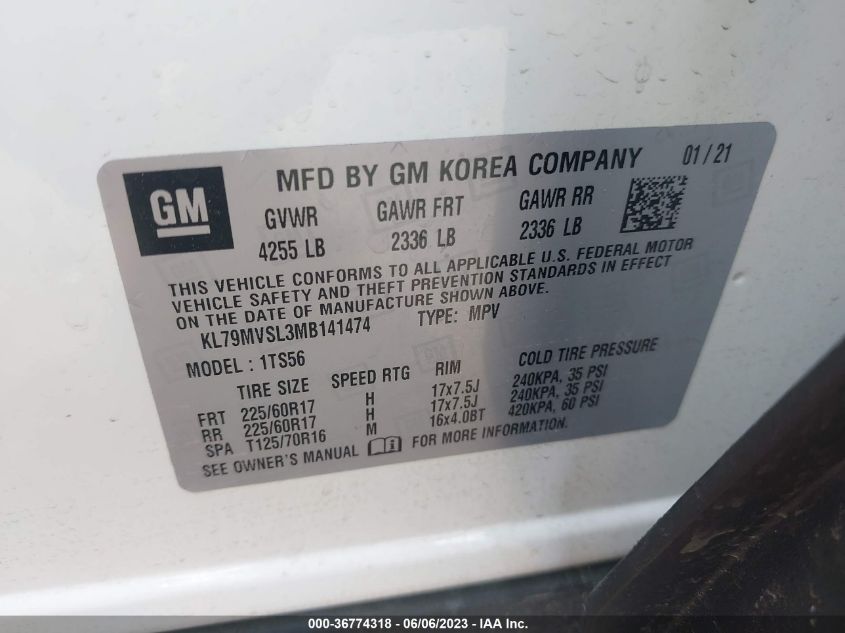 GM
MFD BY GM KOREA COMPANY 01/21
GVWR GAWR FRT GAWR RR
4255 LB 2336 LB 2336 LB
THIS VEHICLE CONFORMS TO ALL APPLICABLE U.S. FEDERAL MOTOR
VEHICLE SAFETY AND THEFT PREVENTION STANDARDS IN EFFECT
ON THE DATE OF MANUFACTURE SHOWN ABOVE.
KL79MVSL3MB141474 TYPE: MPV
MODEL : 1TS56
TIRE SIZE SPEED RTG RIM COLD TIRE PRESSURE
FRT 225/60R17 H 17x7.5J 240KPA, 35 PSI
RR 225/60R17 H 17x7.5J 240KPA, 35 PSI
SPA T125/70R16 M 16x4.0BT 420KPA, 60 PSI
SEE OWNER'S MANUAL FOR MORE INFORMATION.
000-36774318 - 06/06/2023 - IAA Inc.